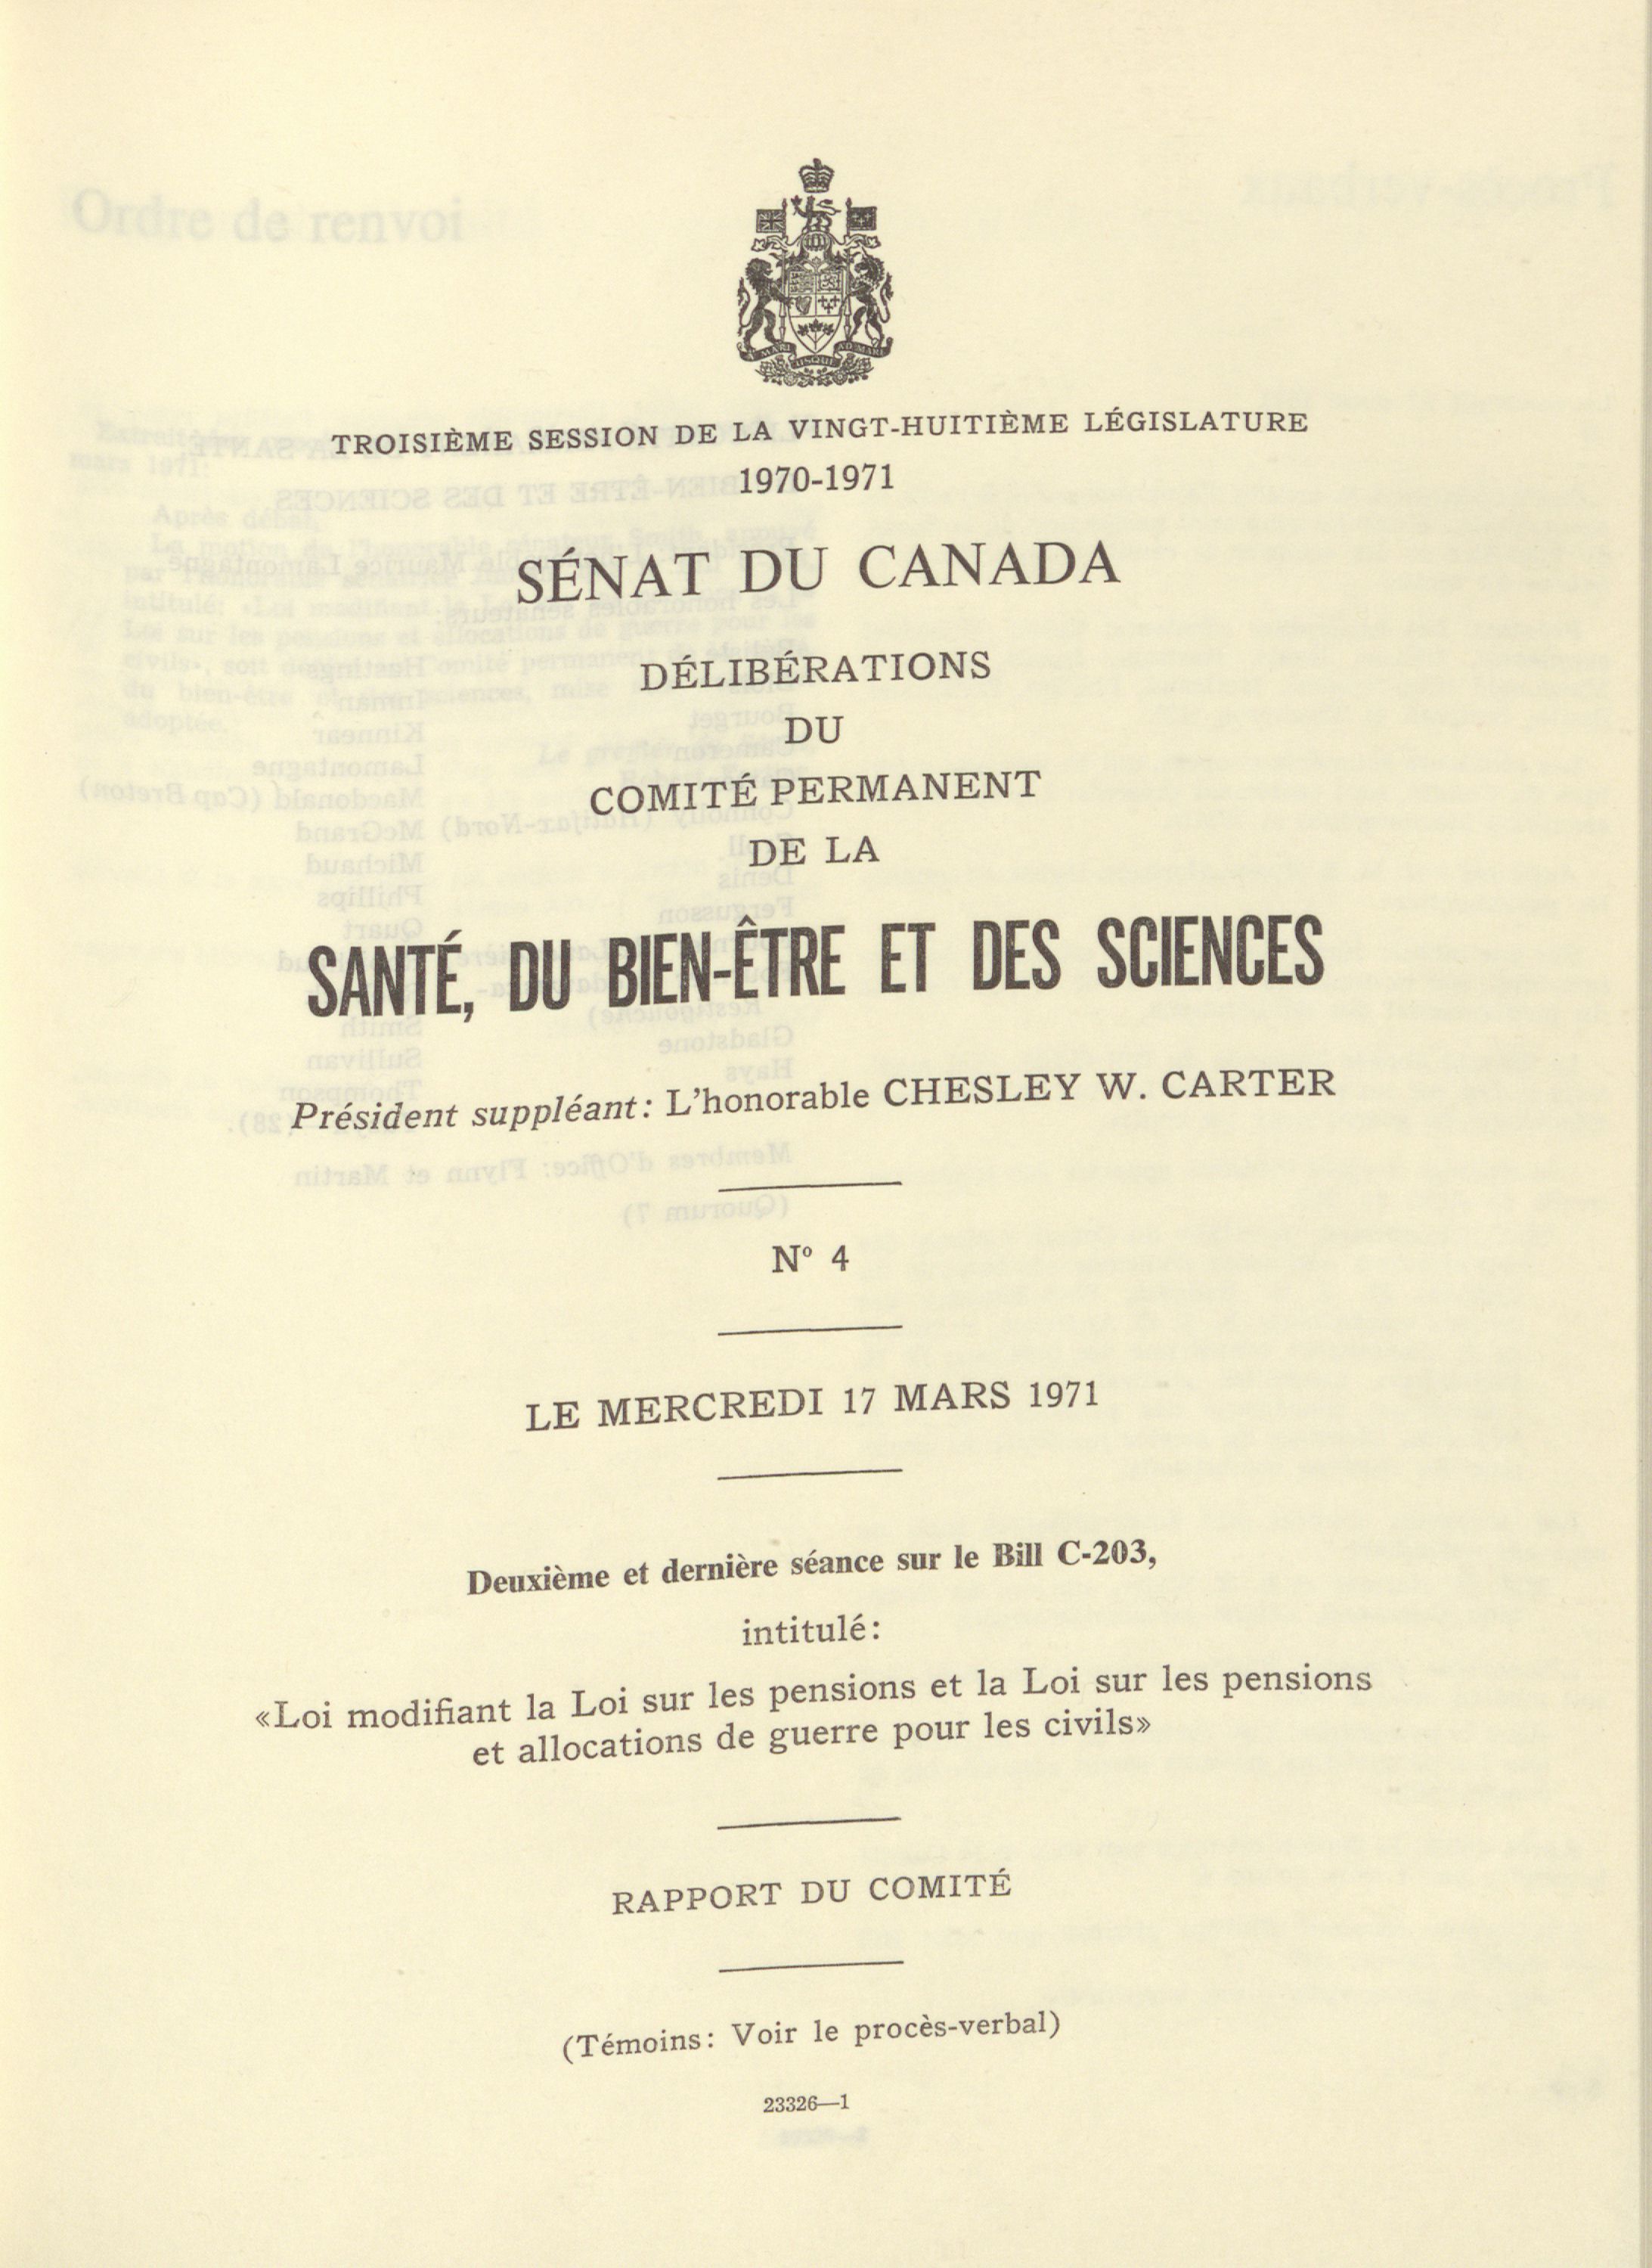 TROISIÈME SESSION DE LA VINGT-HUITIÈME LÉGISLATURE
1970-1971
SÉNAT DU CANADA
DÉLIBÉRATIONS
DU
COMITÉ PERMANENT
DE LA
SANTÉ, DU BIEN-ÊTRE ET DES SCIENCES
Président suppléant: L'honorable CHESLEY W. CARTER
Nº 4
LE MERCREDI 17 MARS 1971
Deuxième et dernière séance sur le Bill C-203,
intitulé:
«Loi modifiant la Loi sur les pensions et la Loi sur les pensions
et allocations de guerre pour les civils»
RAPPORT DU COMITÉ
(Témoins: Voir le procès-verbal)
23326—1